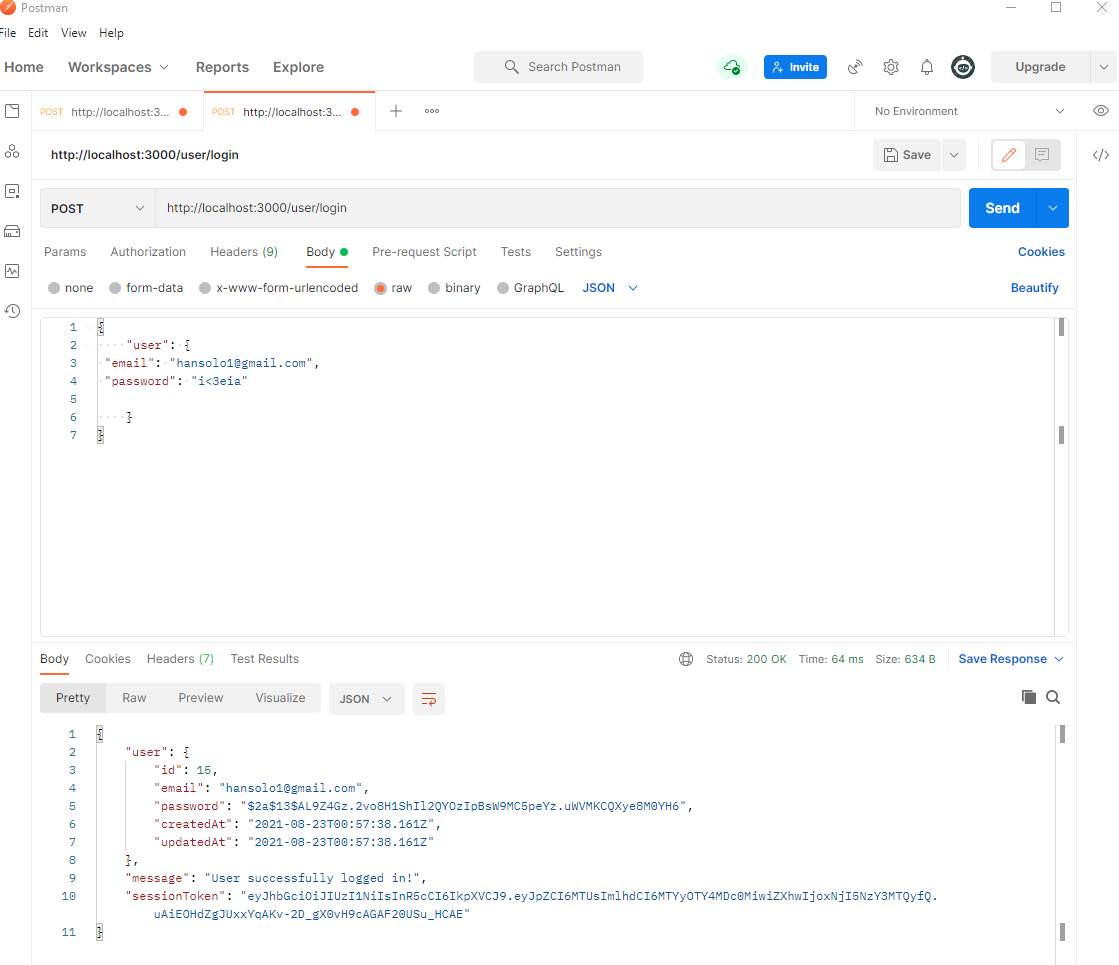 Postman
File Edit View Help
Home Workspaces Reports Explore Search Postman Invite Upgrade
POST http://localhost:3... POST http://localhost:3... No Environment
http://localhost:3000/user/login Save
POST http://localhost:3000/user/login Send
Params Authorization Headers (9) Body Pre-request Script Tests Settings Cookies
none form-data x-www-form-urlencoded raw binary GraphQL JSON Beautify
1 {
2 ····"user":·{
3 ·"email":·"hansolo1@gmail.com",
4 ·"password":·"i<3eia"
5
6 ····}
7 }
Body Cookies Headers (7) Test Results Status: 200 OK Time: 64 ms Size: 634 B Save Response
Pretty Raw Preview Visualize JSON
1 {
2 "user": {
3 "id": 15,
4 "email": "hansolo1@gmail.com",
5 "password": "$2a$13$AL9Z4Gz.2vo8H1ShIl2QYOzIpBsW9MC5peYz.uWVMKCQXye8M0YH6",
6 "createdAt": "2021-08-23T00:57:38.161Z",
7 "updatedAt": "2021-08-23T00:57:38.161Z"
8 },
9 "message": "User successfully logged in!",
10 "sessionToken": "eyJhbGciOiJIUzI1NiIsInR5cCI6IkpXVCJ9.eyJpZCI6MTUsImlhdCI6MTYyOTY4MDc0MiwiZXhwIjoxNjI5NzY3MTQyfQ.
uAiEOHdZgJUxxYqAKv-2D_gX0vH9cAGAF20USu_HCAE"
11 }